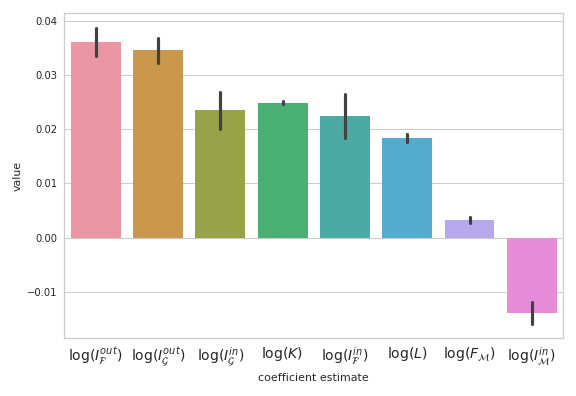 0.04
0.03
0.02
0.01
0.00
−0.01
value
log(I_ℱ^out) log(I_𝒢^out) log(I_𝒢^in) log(K) log(I_ℱ^in) log(L) log(F_ℳ) log(I_ℳ^in)
coefficient estimate